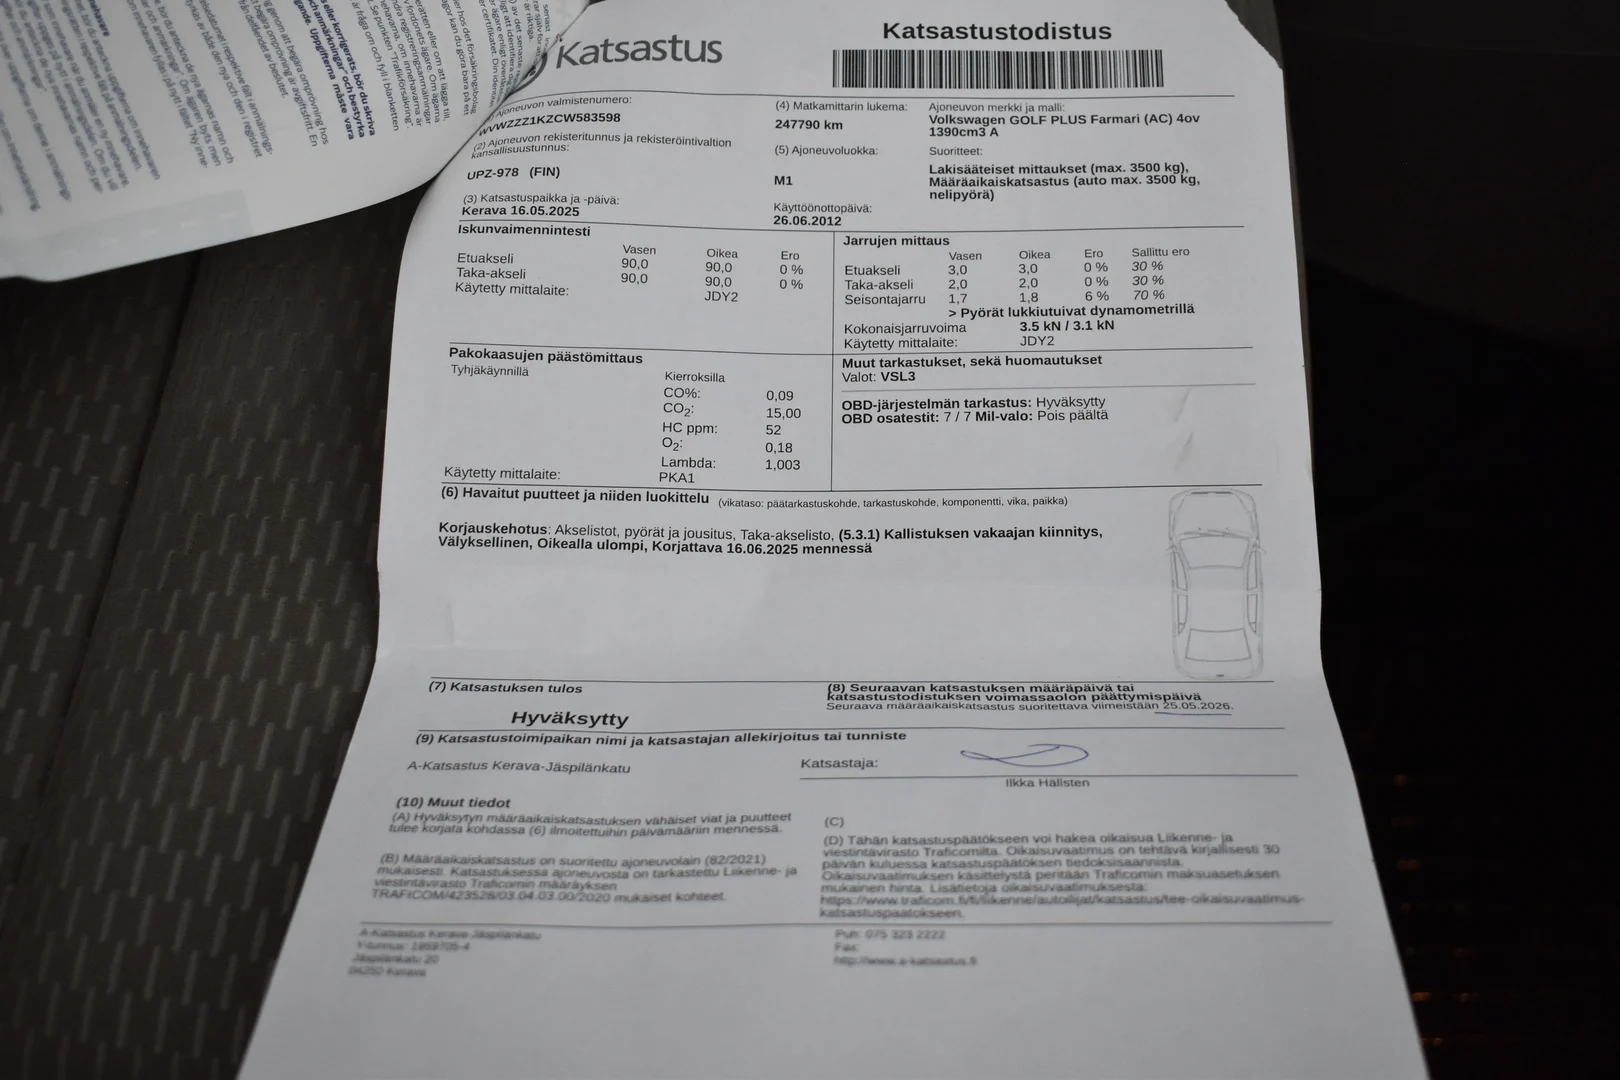 Katsastus
Katsastustodistus
Ajoneuvon valmistenumero:
WVWZZZ1KZCW583598
(2) Ajoneuvon rekisteritunnus ja rekisteröintivaltion
kansallisuustunnus:
UPZ-978 (FIN)
(3) Katsastuspaikka ja -päivä:
Kerava 16.05.2025
(4) Matkamittarin lukema:
247790 km
(5) Ajoneuvoluokka:
M1
Käyttöönottopäivä:
26.06.2012
Ajoneuvon merkki ja malli:
Volkswagen GOLF PLUS Farmari (AC) 4ov
1390cm3 A
Suoritteet:
Lakisääteiset mittaukset (max. 3500 kg),
Määräaikaiskatsastus (auto max. 3500 kg,
nelipyörä)
Iskunvaimennintesti
Vasen Oikea Ero
Etuakseli 90,0 90,0 0 %
Taka-akseli 90,0 90,0 0 %
Käytetty mittalaite: JDY2
Jarrujen mittaus
Vasen Oikea Ero Sallittu ero
Etuakseli 3,0 3,0 0 % 30 %
Taka-akseli 2,0 2,0 0 % 30 %
Seisontajarru 1,7 1,8 6 % 70 %
> Pyörät lukkiutuivat dynamometrillä
Kokonaisjarruvoima 3.5 kN / 3.1 kN
Käytetty mittalaite: JDY2
Pakokaasujen päästömittaus
Tyhjäkäynnillä Kierroksilla
CO%: 0,09
CO2: 15,00
HC ppm: 52
O2: 0,18
Lambda: 1,003
Käytetty mittalaite: PKA1
Muut tarkastukset, sekä huomautukset
Valot: VSL3
OBD-järjestelmän tarkastus: Hyväksytty
OBD osatestit: 7 / 7 Mil-valo: Pois päältä
(6) Havaitut puutteet ja niiden luokittelu (vikataso: päätarkastuskohde, tarkastuskohde, komponentti, vika, paikka)
Korjauskehotus: Akselistot, pyörät ja jousitus, Taka-akselisto, (5.3.1) Kallistuksen vakaajan kiinnitys,
Välyksellinen, Oikealla ulompi, Korjattava 16.06.2025 mennessä
(7) Katsastuksen tulos
Hyväksytty
(8) Seuraavan katsastuksen määräpäivä tai
katsastustodistuksen voimassaolon päättymispäivä
Seuraava määräaikaiskatsastus suoritettava viimeistään 25.05.2026.
(9) Katsastustoimipaikan nimi ja katsastajan allekirjoitus tai tunniste
A-Katsastus Kerava-Jäspilänkatu
Katsastaja:
Ilkka Hällsten
(10) Muut tiedot
(A) Hyväksytyn määräaikaiskatsastuksen vähäiset viat ja puutteet
tulee korjata kohdassa (6) ilmoitettuihin päivämääriin mennessä.
(B) Määräaikaiskatsastus on suoritettu ajoneuvolain (82/2021)
mukaisesti. Katsastuksessa ajoneuvosta on tarkastettu Liikenne- ja
viestintävirasto Traficomin määräyksen
TRAFICOM/423528/03.04.03.00/2020 mukaiset kohteet.
(C)
(D) Tähän katsastuspäätökseen voi hakea oikaisua Liikenne- ja
viestintävirasto Traficomilta. Oikaisuvaatimus on tehtävä kirjallisesti 30
päivän kuluessa katsastuspäätöksen tiedoksisaannista.
Oikaisuvaatimuksen käsittelystä peritään Traficomin maksuasetuksen
mukainen hinta. Lisätietoja oikaisuvaatimuksesta:
https://www.traficom.fi/fi/liikenne/autoilijat/katsastus/tee-oikaisuvaatimus-
katsastuspaatokseen.
A-Katsastus Kerava Jäspilänkatu
Y-tunnus: 1959705-4
Jäspilänkatu 20
04250 Kerava
Puh: 075 323 2222
Fax:
http://www.a-katsastus.fi